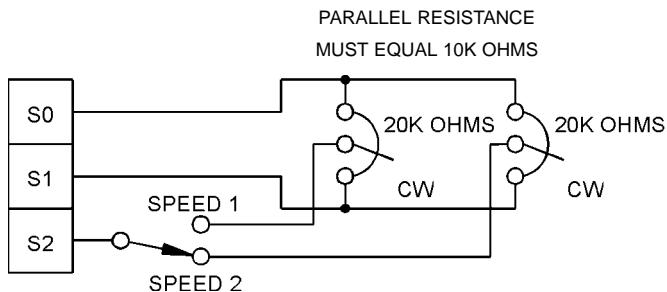 PARALLEL RESISTANCE
MUST EQUAL 10K OHMS
S0
20K OHMS
20K OHMS
S1
CW
CW
SPEED 1
S2
SPEED 2